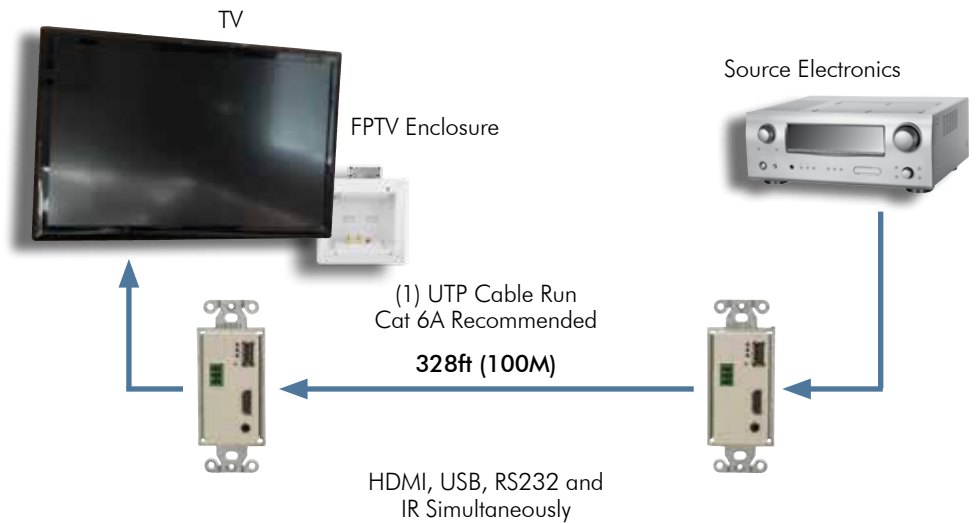 TV
Source Electronics
FPTV Enclosure
(1) UTP Cable Run
Cat 6A Recommended
328ft (100M)
HDMI, USB, RS232 and
IR Simultaneously